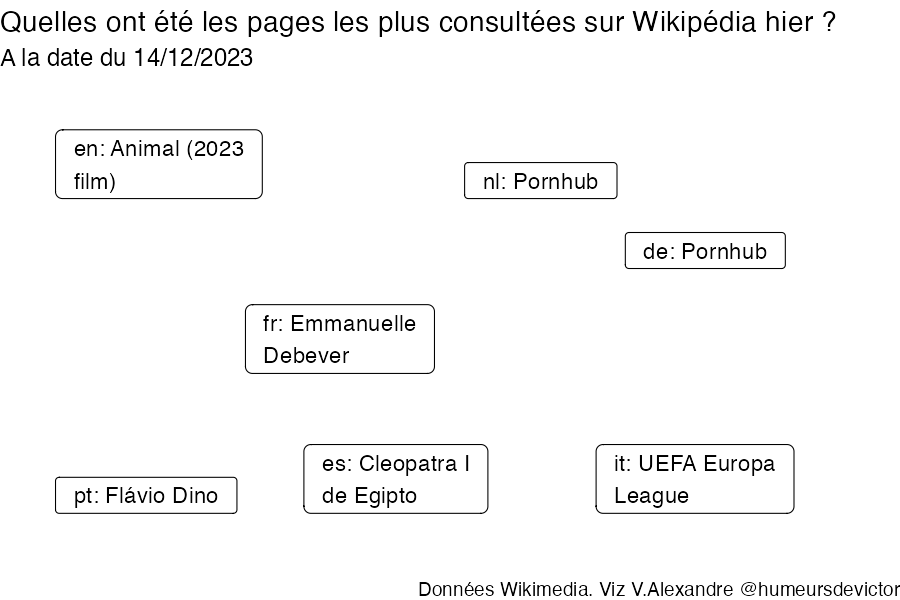 Quelles ont été les pages les plus consultées sur Wikipédia hier ?
A la date du 14/12/2023
en: Animal (2023
film)
nl: Pornhub
de: Pornhub
fr: Emmanuelle
Debever
es: Cleopatra I
de Egipto
it: UEFA Europa
League
pt: Flávio Dino
Données Wikimedia. Viz V.Alexandre @humeursdevictor